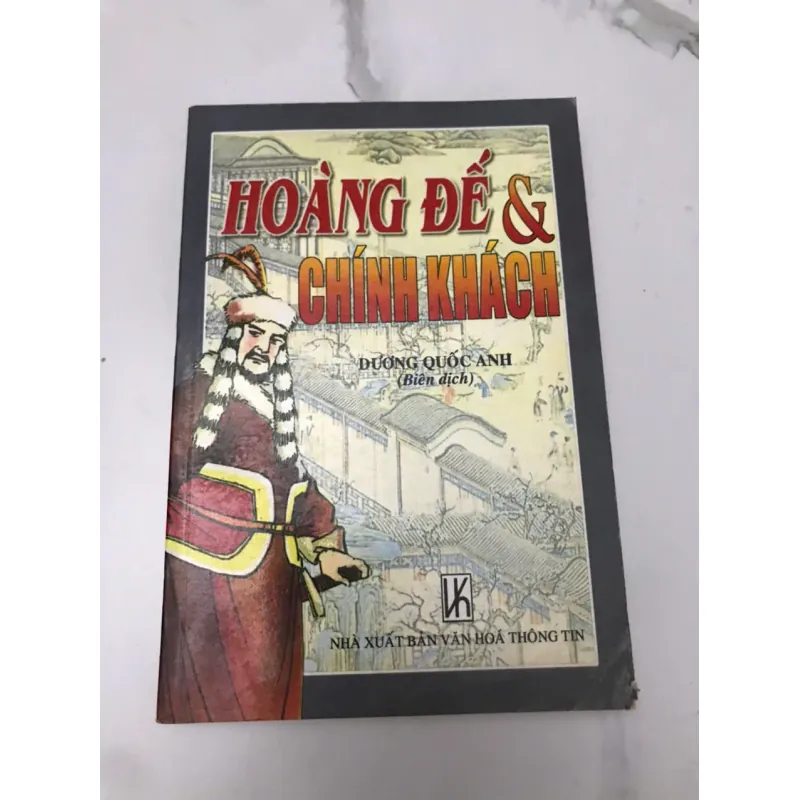 HOÀNG ĐẾ &
CHÍNH KHÁCH
DƯƠNG QUỐC ANH
(Biên dịch)
NHÀ XUẤT BẢN VĂN HOÁ THÔNG TIN